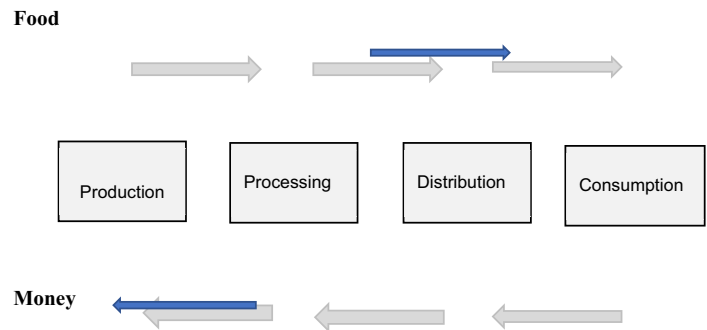 Food
Production
Processing
Distribution
Consumption
Money